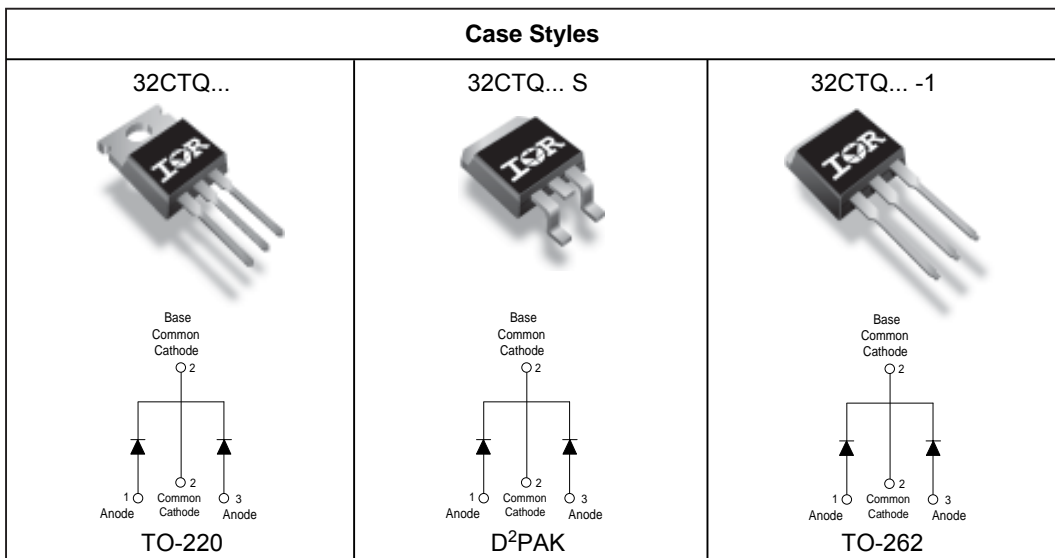 Case Styles
32CTQ...
IOR
Base
Common
Cathode
2
1
2
3
Anode
Common
Cathode
Anode
TO-220
32CTQ... S
IOR
Base
Common
Cathode
2
1
2
3
Anode
Common
Cathode
Anode
D²PAK
32CTQ... -1
IOR
Base
Common
Cathode
2
1
2
3
Anode
Common
Cathode
Anode
TO-262